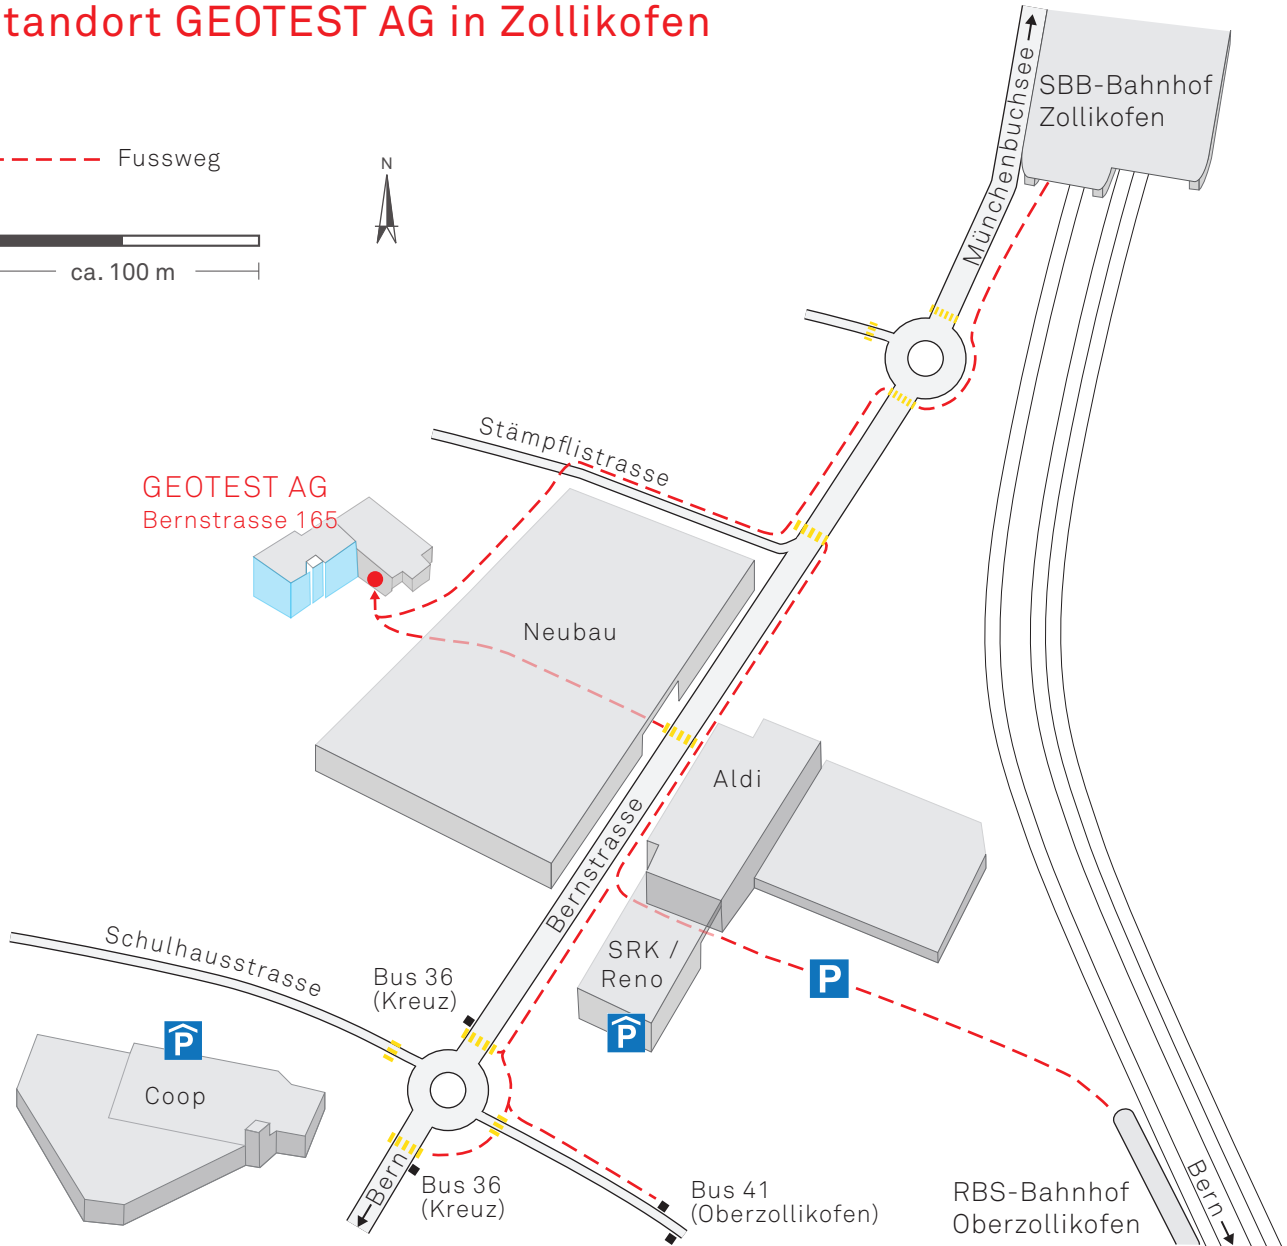 tandort GEOTEST AG in Zollikofen
SBB-Bahnhof
Zollikofen
Münchenbuchsee
Fussweg
N
ca. 100 m
Stämpflistrasse
GEOTEST AG
Bernstrasse 165
Neubau
Aldi
Bernstrasse
Schulhausstrasse
Bus 36
(Kreuz)
SRK /
Reno
P
P
P
Coop
Bern
Bus 36
(Kreuz)
Bus 41
(Oberzollikofen)
RBS-Bahnhof
Oberzollikofen
Bern